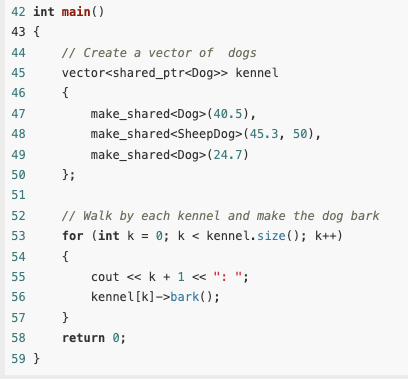 42 int main()
43 {
44     // Create a vector of  dogs
45     vector<shared_ptr<Dog>> kennel
46     {
47         make_shared<Dog>(40.5),
48         make_shared<SheepDog>(45.3, 50),
49         make_shared<Dog>(24.7)
50     };
51
52     // Walk by each kennel and make the dog bark
53     for (int k = 0; k < kennel.size(); k++)
54     {
55         cout << k + 1 << ": ";
56         kennel[k]->bark();
57     }
58     return 0;
59 }